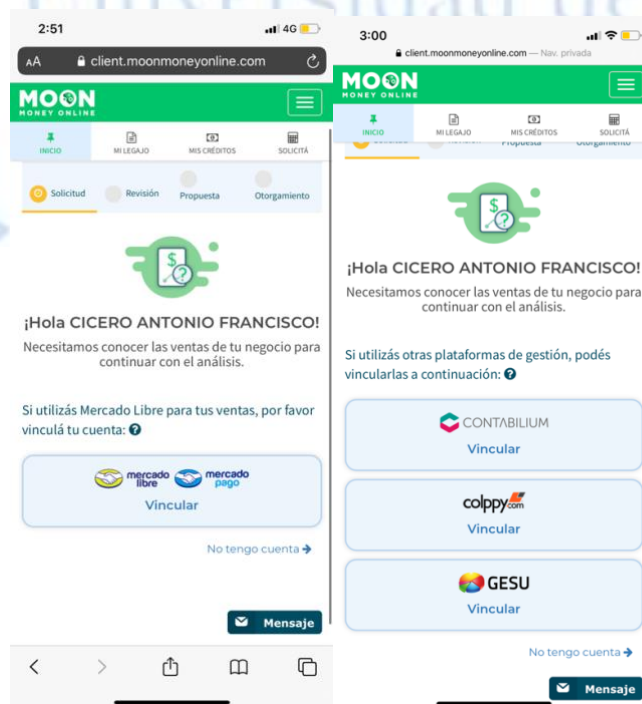 2:51
4G
AA client.moonmoneyonline.com
MOON
MONEY ONLINE
INICIO
MI LEGAJO
MIS CRÉDITOS
SOLICITÁ
Solicitud
Revisión
Propuesta
Otorgamiento
¡Hola CICERO ANTONIO FRANCISCO!
Necesitamos conocer las ventas de tu negocio para
continuar con el análisis.
Si utilizás Mercado Libre para tus ventas, por favor
vinculá tu cuenta:
mercado libre
mercado pago
Vincular
No tengo cuenta
Mensaje
3:00
client.moonmoneyonline.com — Nav. privada
MOON
MONEY ONLINE
INICIO
MI LEGAJO
MIS CRÉDITOS
SOLICITÁ
¡Hola CICERO ANTONIO FRANCISCO!
Necesitamos conocer las ventas de tu negocio para
continuar con el análisis.
Si utilizás otras plataformas de gestión, podés
vincularlas a continuación:
CONTABILIUM
Vincular
colppy.com
Vincular
GESU
Vincular
No tengo cuenta
Mensaje